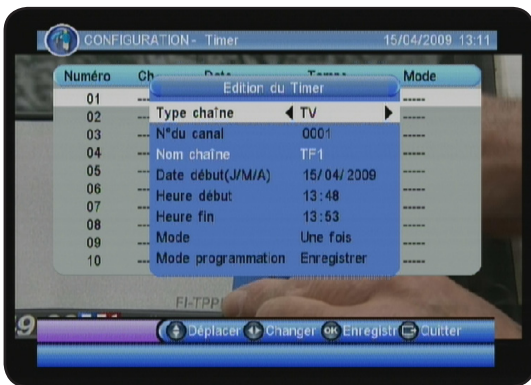 CONFIGURATION - Timer 15/04/2009 13:11
Numéro Mode
Edition du Timer
01 -----
02 -----
03 -----
04 -----
05 -----
06 -----
07 -----
08 -----
09 -----
10 -----
Type chaîne TV
N°du canal 0001
Nom chaîne TF1
Date début(J/M/A) 15/04/2009
Heure début 13:48
Heure fin 13:53
Mode Une fois
Mode programmation Enregistrer
Déplacer Changer OK Enregistr Quitter